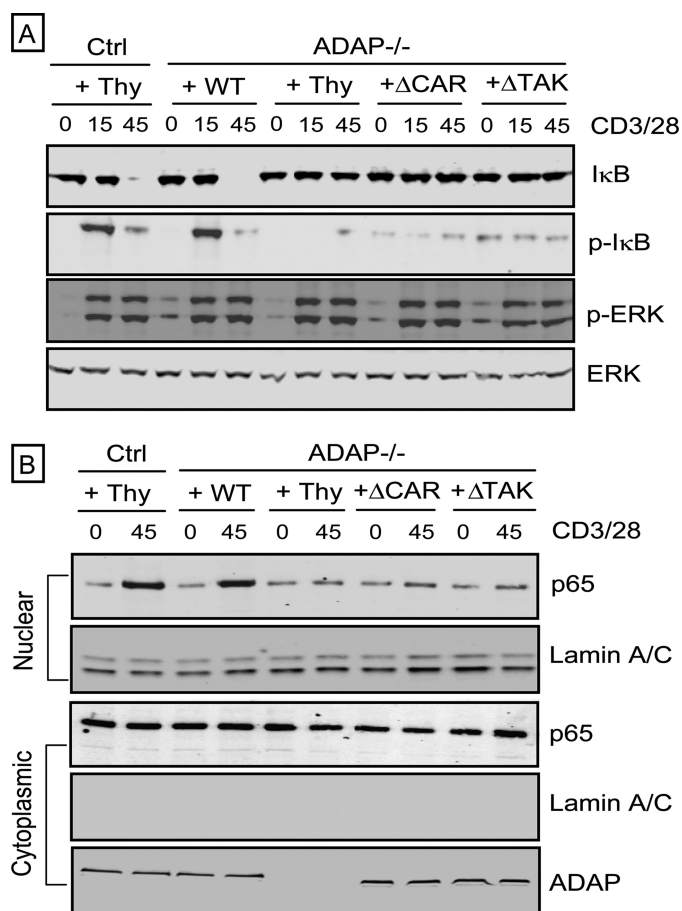 A
Ctrl ADAP-/-
+ Thy + WT + Thy +ΔCAR +ΔTAK
0 15 45 0 15 45 0 15 45 0 15 45 0 15 45 CD3/28
IκB
p-IκB
p-ERK
ERK
B
Ctrl ADAP-/-
+ Thy + WT + Thy +ΔCAR +ΔTAK
0 45 0 45 0 45 0 45 0 45 CD3/28
Nuclear
p65
Lamin A/C
Cytoplasmic
p65
Lamin A/C
ADAP